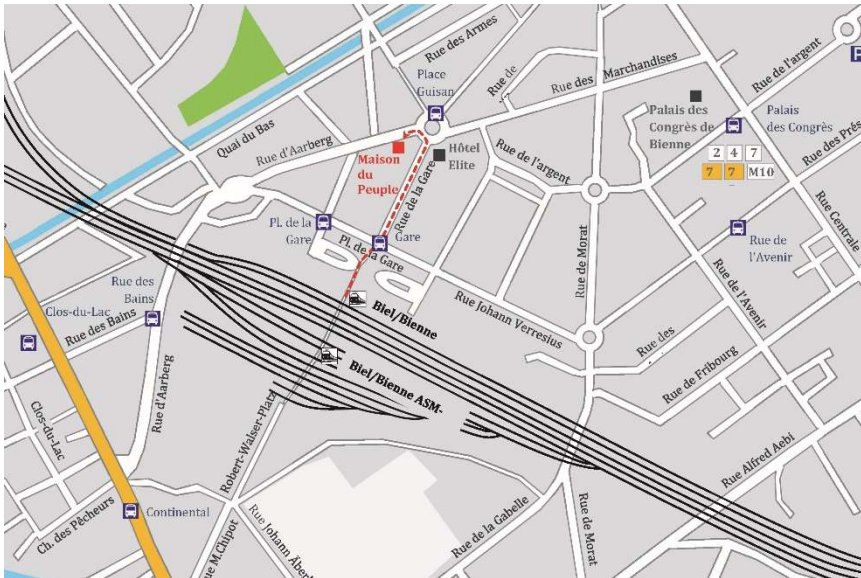 Rue des Armes
Place
Guisan
Rue de
Rue des Marchandises
Rue de l'argent
P
Palais des
Congrès de
Bienne
Palais
des Congrès
Rue des Prés
2 4 7
7 7 M10
Quai du Bas
Rue d'Aarberg
Maison
du
Peuple
Hôtel
Elite
Rue de la Gare
Rue de l'argent
Rue Centrale
Pl. de la
Gare
Gare
Pl. de la Gare
Rue de Morat
Rue de
l'Avenir
Rue de l'Avenir
Rue des
Bains
Biel/Bienne
Rue Johann Verresius
Rue des
Clos-du-Lac
Rue des Bains
Biel/Bienne ASM-
Rue de Fribourg
Rue d'Aarberg
Clos-du-Lac
Robert-Walser-Platz
Rue Alfred Aebi
Ch. des Pêcheurs
Continental
Rue de la Gabelle
Rue de Morat
Rue Johann Äberl
ue M.Chipot